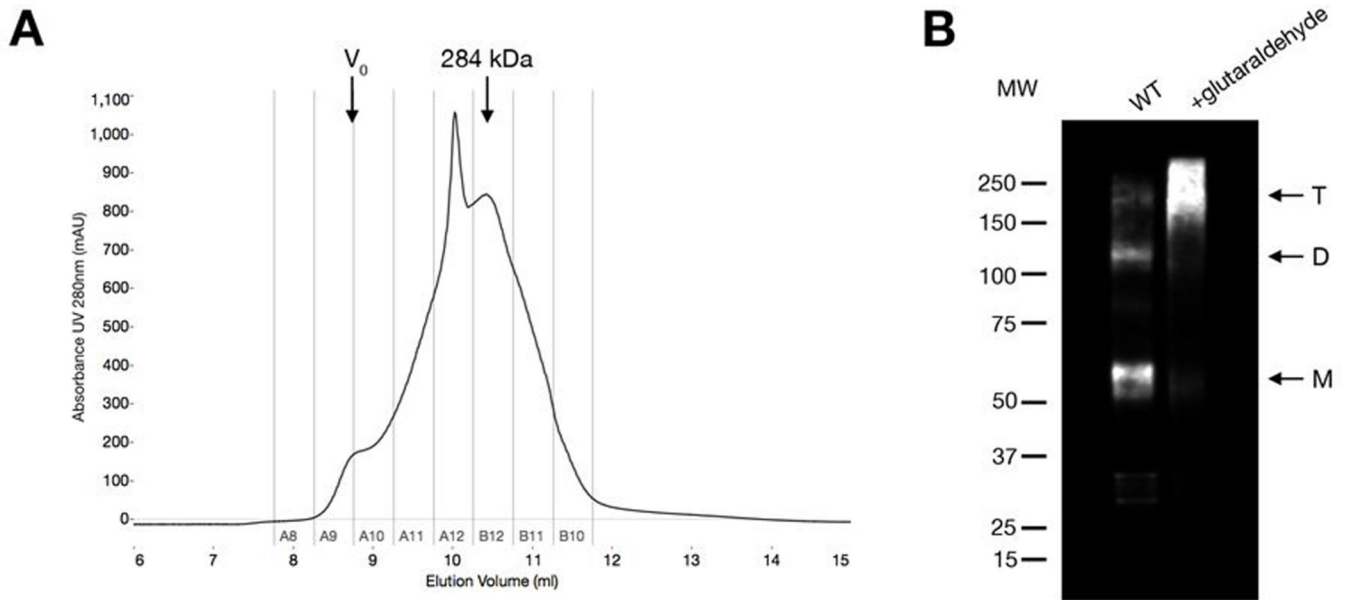 A
V0
284 kDa
1,100
1,000
900
800
700
600
500
400
300
200
100
0
Absorbance UV 280nm (mAU)
A8 A9 A10 A11 A12 B12 B11 B10
6 7 8 9 10 11 12 13 14 15
Elution Volume (ml)
B
MW
WT
+glutaraldehyde
250
150
100
75
50
37
25
15
T
D
M